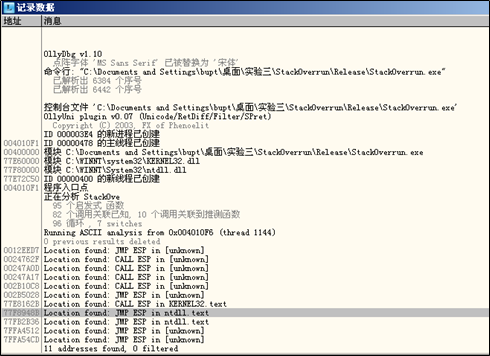 记录数据
地址 消息
OllyDbg v1.10
点阵字体 'MS Sans Serif' 已被替换为 '宋体'
命令行: "C:\Documents and Settings\bupt\桌面\实验三\StackOverrun\Release\StackOverrun.exe"
已解析出 6384 个序号
已解析出 6442 个序号
控制台文件 'C:\Documents and Settings\bupt\桌面\实验三\StackOverrun\Release\StackOverrun.exe'
OllyUni plugin v0.07 (Unicode/RetDiff/Filter/SFret)
Copyright (C) 2003, FX of Phenoelit
ID 000003E4 的新进程已创建
004010F1 ID 00000478 的主线程已创建
00400000 模块 C:\Documents and Settings\bupt\桌面\实验三\StackOverrun\Release\StackOverrun.exe
77E60000 模块 C:\WINNT\system32\KERNEL32.dll
77F80000 模块 C:\WINNT\System32\ntdll.dll
77E72C50 ID 00000400 的新线程已创建
004010F1 程序入口点
正在分析 StackOve
95 个启发式 函数
82 个调用关联已知, 10 个调用关联到推测函数
96 循环 , 7 switches
Running ASCII analysis from 0x004010F6 (thread 1144)
0 previous results deleted
0012EED7 Location found: JMP ESP in [unknown]
0024762F Location found: CALL ESP in [unknown]
00247A0D Location found: CALL ESP in [unknown]
00247A17 Location found: CALL ESP in [unknown]
002B10C8 Location found: CALL ESP in [unknown]
002B5028 Location found: JMP ESP in [unknown]
77E8162B Location found: CALL ESP in KERNEL32.text
77F8948B Location found: JMP ESP in ntdll.text
77FB2B36 Location found: JMP ESP in ntdll.text
7FFA4512 Location found: JMP ESP in [unknown]
7FFA54CD Location found: JMP ESP in [unknown]
11 addresses found, 0 filtered